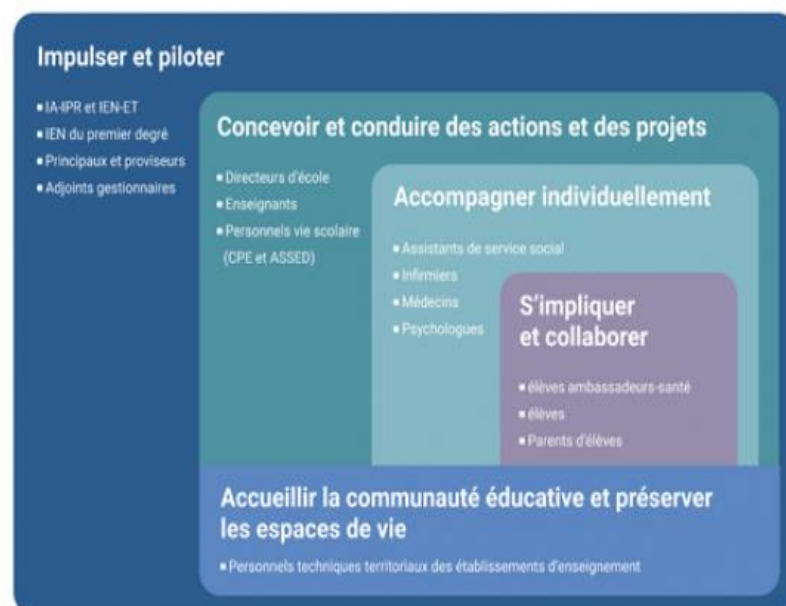 Impulser et piloter
▪ IA-IPR et IEN-ET
▪ IEN du premier degré
▪ Principaux et proviseurs
▪ Adjoints gestionnaires
Concevoir et conduire des actions et des projets
▪ Directeurs d'école
▪ Enseignants
▪ Personnels vie scolaire
(CPE et ASSED)
Accompagner individuellement
▪ Assistants de service social
▪ Infirmiers
▪ Médecins
▪ Psychologues
S'impliquer
et collaborer
▪ élèves ambassadeurs-santé
▪ élèves
▪ Parents d'élèves
Accueillir la communauté éducative et préserver
les espaces de vie
▪ Personnels techniques territoriaux des établissements d'enseignement